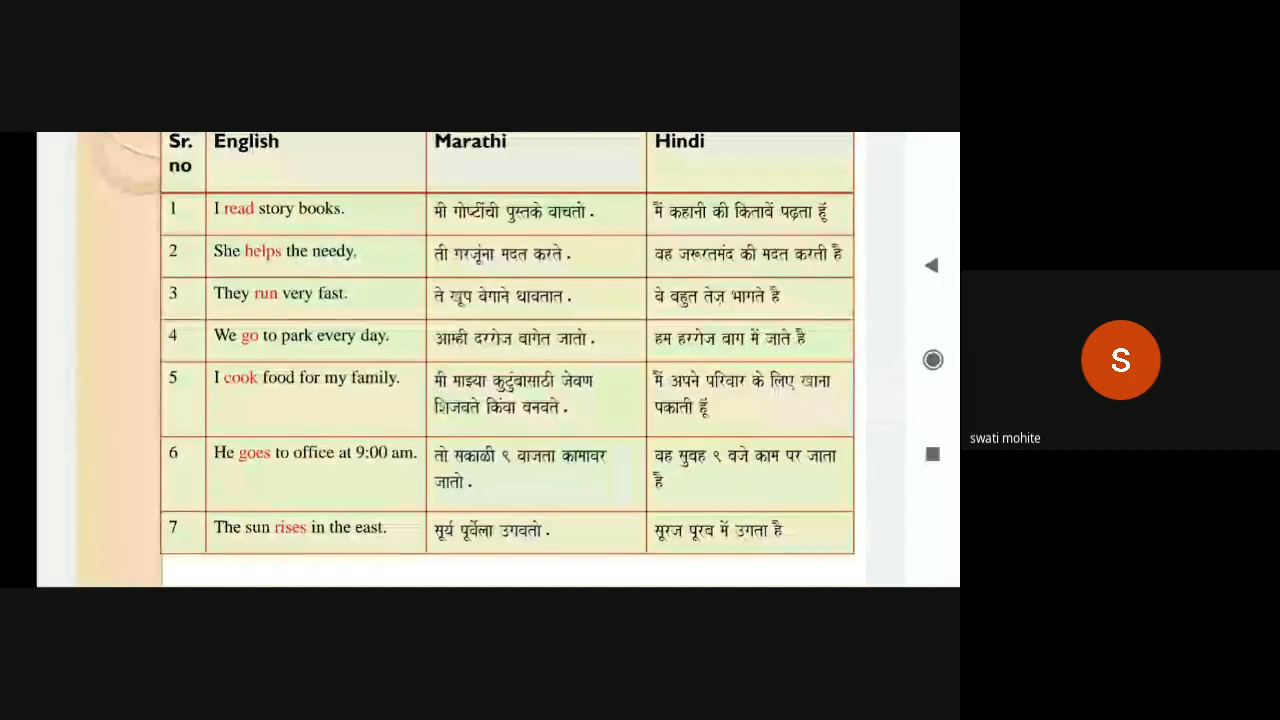 Sr. no English Marathi Hindi
1 I read story books. मी गोष्टींची पुस्तके वाचतो. मैं कहानी की किताबें पढ़ता हूँ
2 She helps the needy. ती गरजूंना मदत करते. वह जरूरतमंद की मदत करती है
3 They run very fast. ते खूप वेगाने धावतात. वे बहुत तेज़ भागते है
4 We go to park every day. आम्ही दररोज बागेत जातो. हम हररोज बाग में जाते है
5 I cook food for my family. मी माझ्या कुटुंबासाठी जेवण शिजवते किंवा बनवते. मैं अपने परिवार के लिए खाना पकाती हूँ
6 He goes to office at 9:00 am. तो सकाळी ९ वाजता कामावर जातो. वह सुबह ९ बजे काम पर जाता है
7 The sun rises in the east. सूर्य पूर्वेला उगवतो. सूरज पूरब में उगता है
S
swati mohite